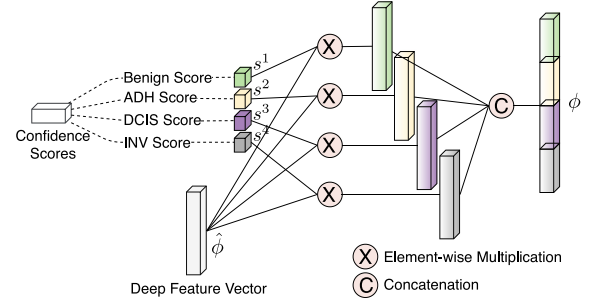 Benign Score s¹
ADH Score s²
DCIS Score s³
INV Score s⁴
Confidence
Scores
X
X
X
X
C
ϕ
ϕ̂
Deep Feature Vector
X Element-wise Multiplication
C Concatenation